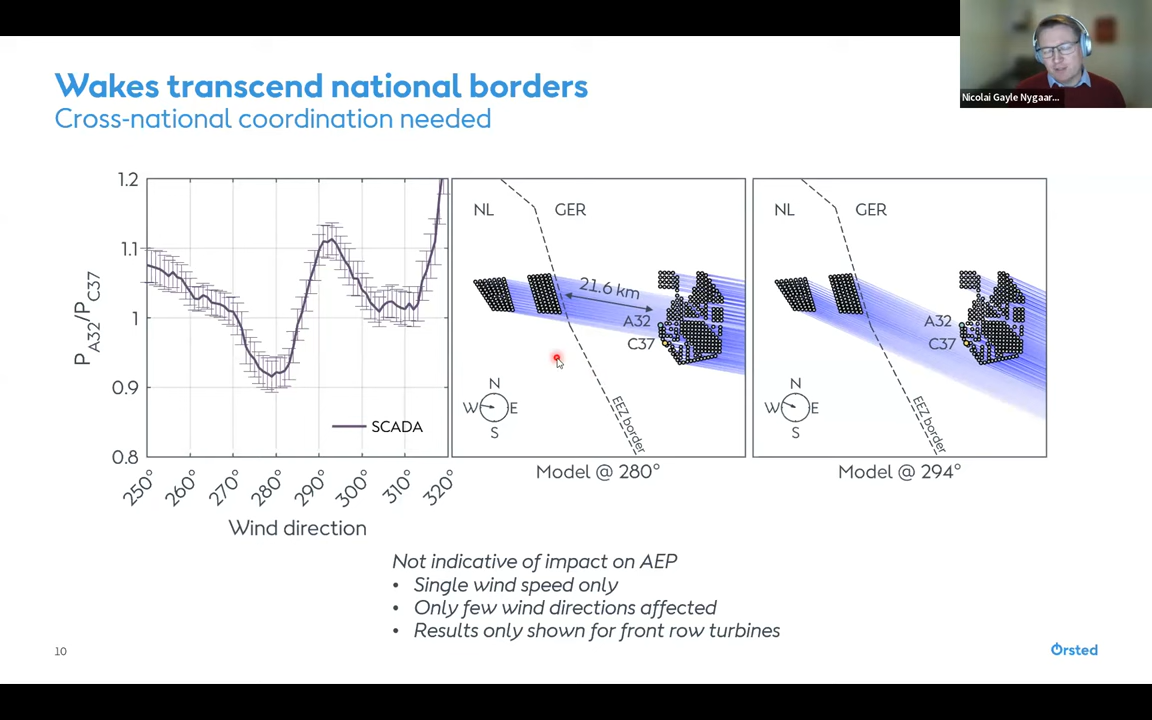 Wakes transcend national borders
Cross-national coordination needed
Nicolai Gayle Nygaar...
1.2
1.1
1
0.9
0.8
P A32/P C37
SCADA
250°
260°
270°
280°
290°
300°
310°
320°
Wind direction
NL
GER
21.6 km
A32
C37
N
W
E
S
EEZ border
Model @ 280°
NL
GER
A32
C37
N
W
E
S
EEZ border
Model @ 294°
Not indicative of impact on AEP
• Single wind speed only
• Only few wind directions affected
• Results only shown for front row turbines
10
Ørsted